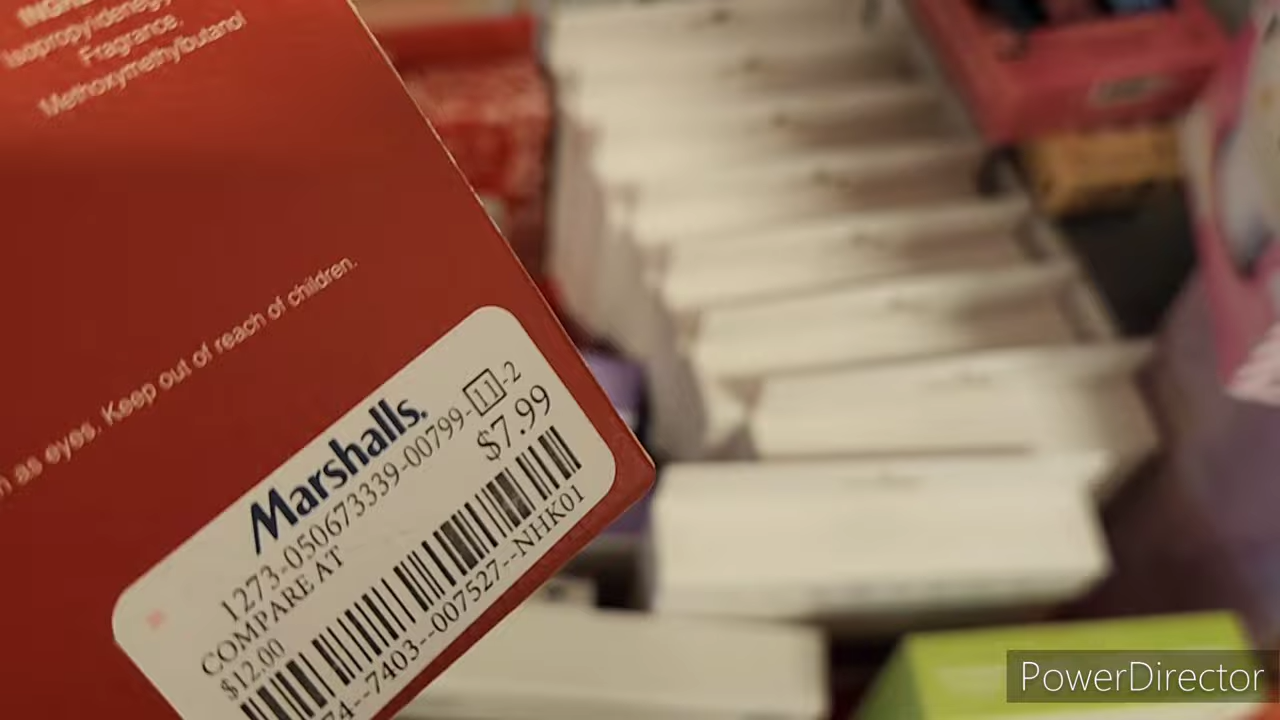 Fragrance,
Methoxymethylbutanol
as eyes. Keep out of reach of children.
Marshalls.
1273-050673339-00799-11-2
$7.99
COMPARE AT
$12.00
74--7403--007527--NHK01
PowerDirector